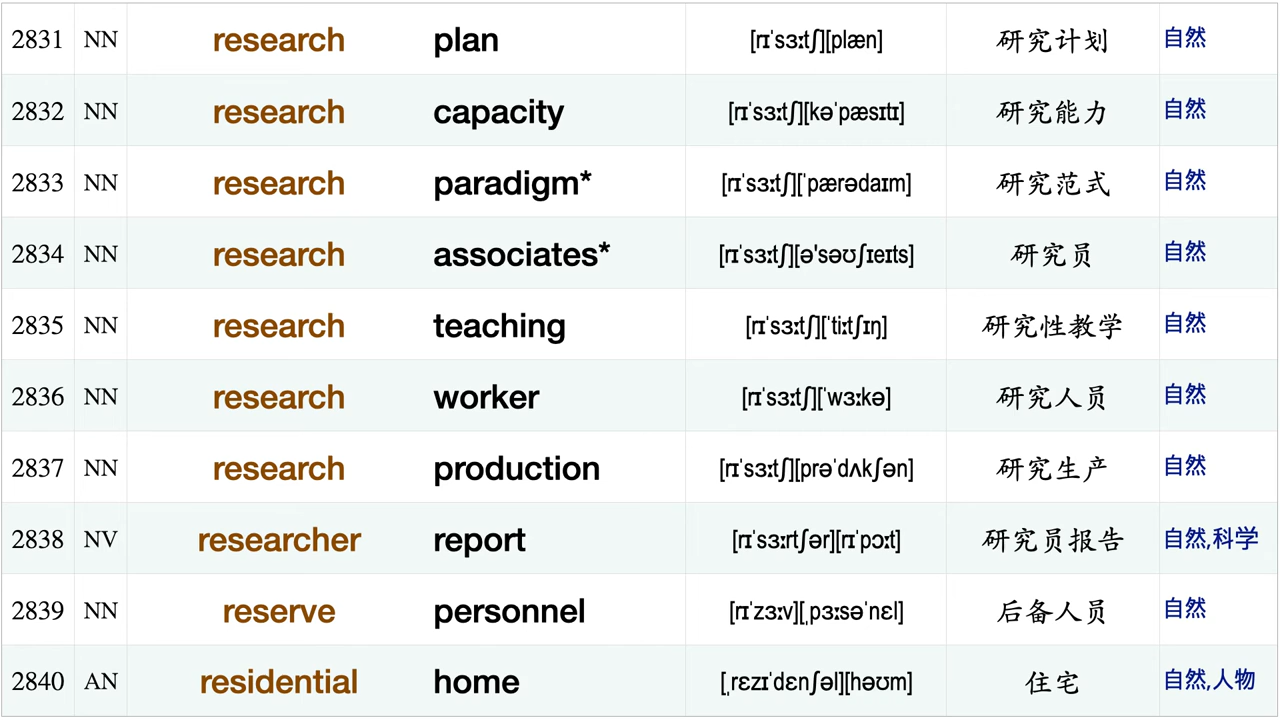 2831 NN research plan [rɪˈsɜːtʃ][plæn] 研究计划 自然
2832 NN research capacity [rɪˈsɜːtʃ][kəˈpæsɪtɪ] 研究能力 自然
2833 NN research paradigm* [rɪˈsɜːtʃ][ˈpærədaɪm] 研究范式 自然
2834 NN research associates* [rɪˈsɜːtʃ][ə'səʊʃɪeɪts] 研究员 自然
2835 NN research teaching [rɪˈsɜːtʃ][ˈtiːtʃɪŋ] 研究性教学 自然
2836 NN research worker [rɪˈsɜːtʃ][ˈwɜːkə] 研究人员 自然
2837 NN research production [rɪˈsɜːtʃ][prəˈdʌkʃən] 研究生产 自然
2838 NV researcher report [rɪˈsɜrtʃər][rɪˈpɔːt] 研究员报告 自然,科学
2839 NN reserve personnel [rɪˈzɜːv][ˌpɜːsəˈnɛl] 后备人员 自然
2840 AN residential home [ˌrɛzɪˈdɛnʃəl][həʊm] 住宅 自然,人物